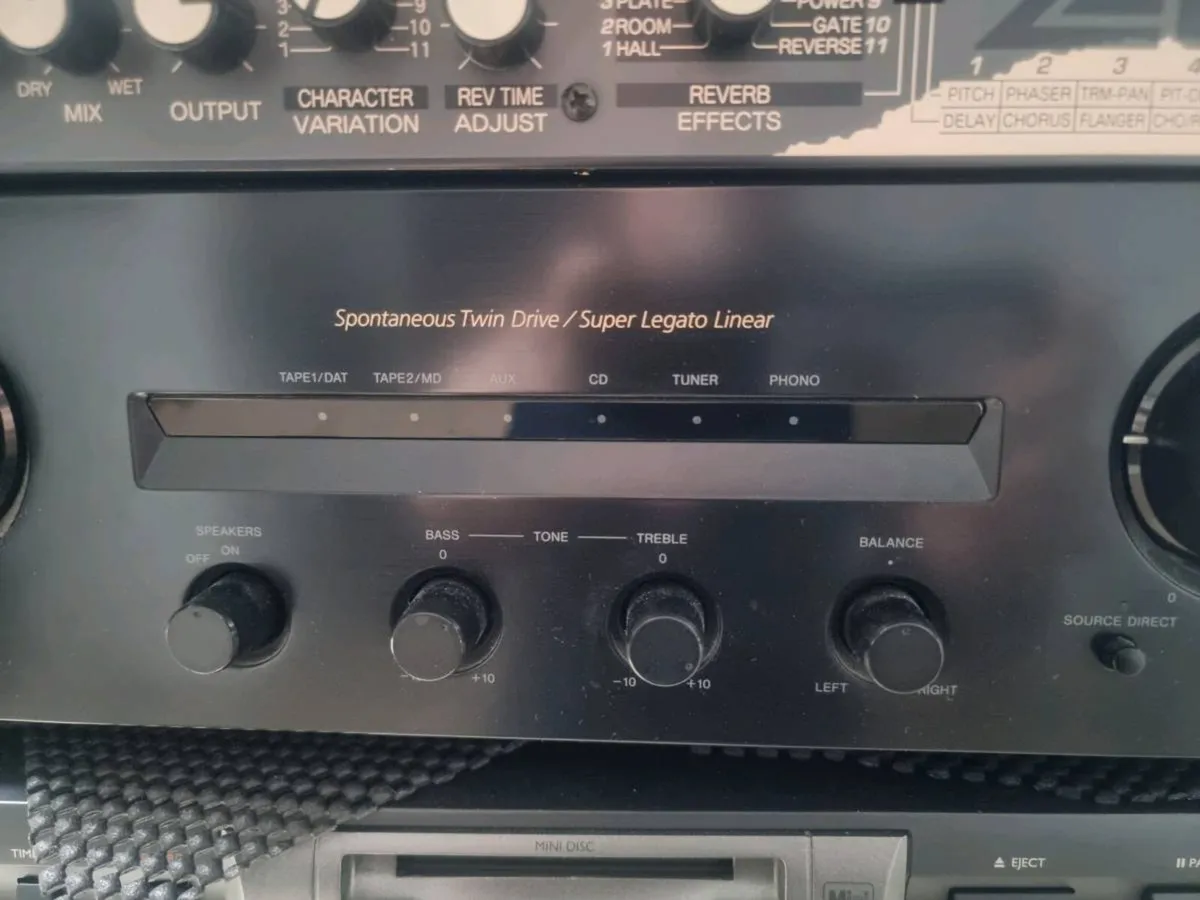 3 PLATE POWER 9
3 9
2 10 2 ROOM GATE 10
1 11 1 HALL REVERSE 11
1 2 3 4
DRY WET
MIX OUTPUT
CHARACTER REV TIME REVERB
VARIATION ADJUST EFFECTS
PITCH PHASER TRM-PAN
DELAY CHORUS FLANGER
Spontaneous Twin Drive / Super Legato Linear
TAPE1/DAT TAPE2/MD AUX CD TUNER PHONO
SPEAKERS
OFF ON
BASS TONE TREBLE
0 0
+10
-10 +10
BALANCE
LEFT RIGHT
0
SOURCE DIRECT
MINI DISC
EJECT